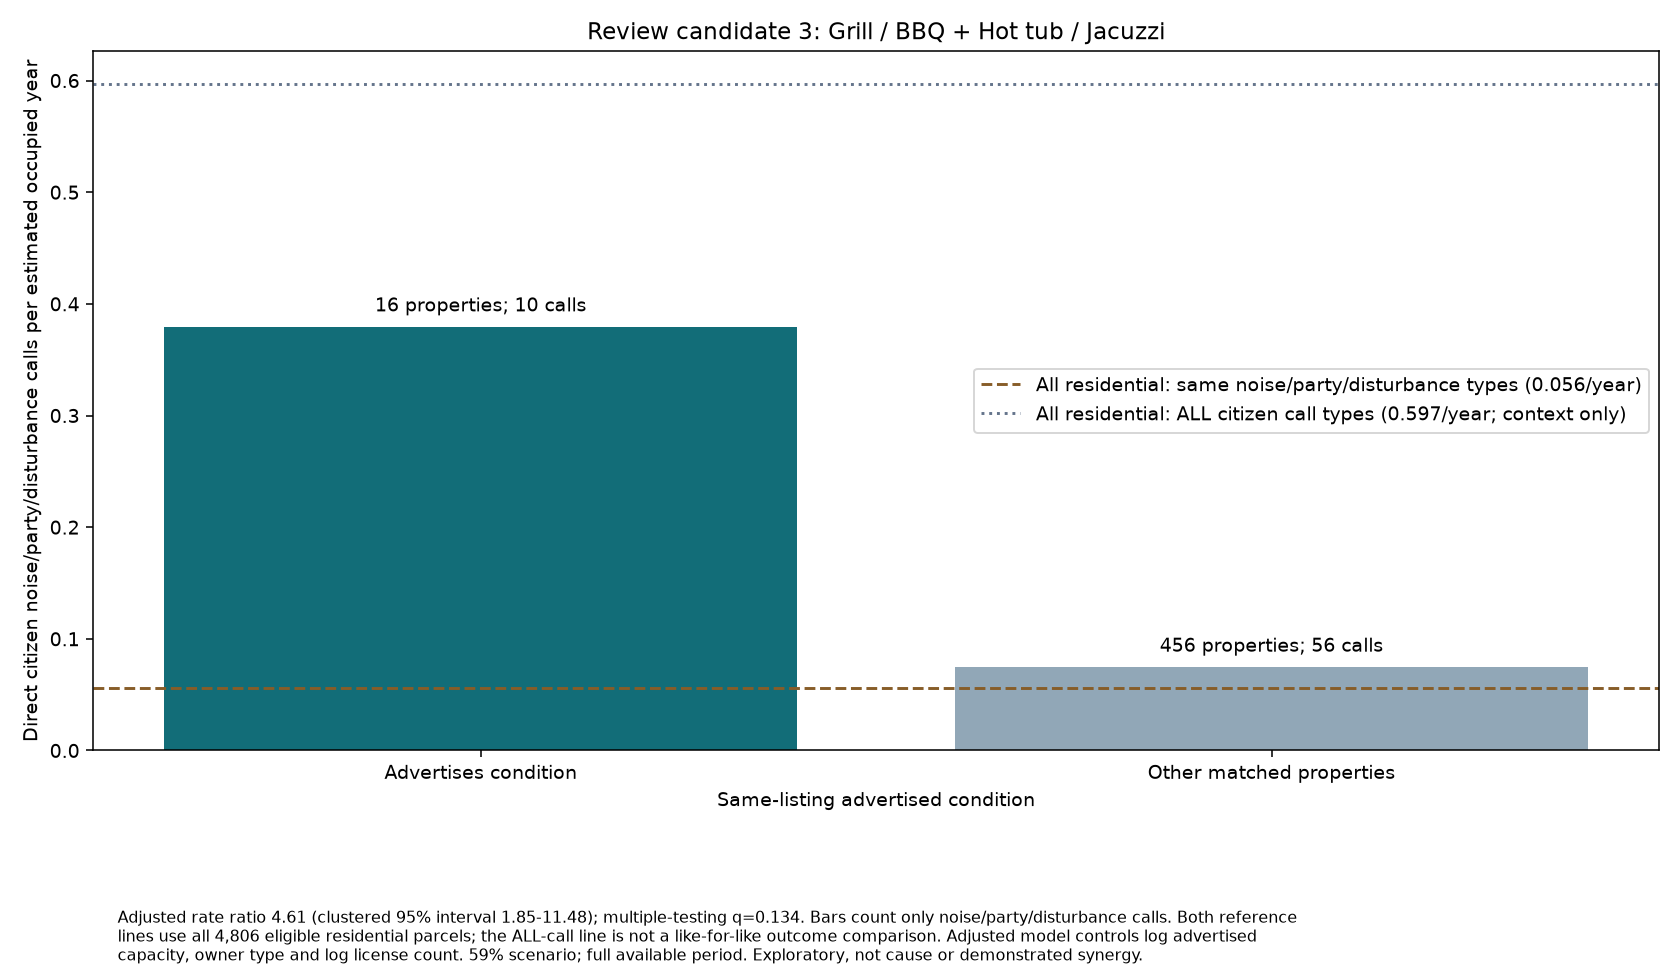 Review candidate 3: Grill / BBQ + Hot tub / Jacuzzi
Direct citizen noise/party/disturbance calls per estimated occupied year
0.6
0.5
0.4
0.3
0.2
0.1
0.0
16 properties; 10 calls
456 properties; 56 calls
All residential: same noise/party/disturbance types (0.056/year)
All residential: ALL citizen call types (0.597/year; context only)
Advertises condition
Other matched properties
Same-listing advertised condition
Adjusted rate ratio 4.61 (clustered 95% interval 1.85-11.48); multiple-testing q=0.134. Bars count only noise/party/disturbance calls. Both reference
lines use all 4,806 eligible residential parcels; the ALL-call line is not a like-for-like outcome comparison. Adjusted model controls log advertised
capacity, owner type and log license count. 59% scenario; full available period. Exploratory, not cause or demonstrated synergy.